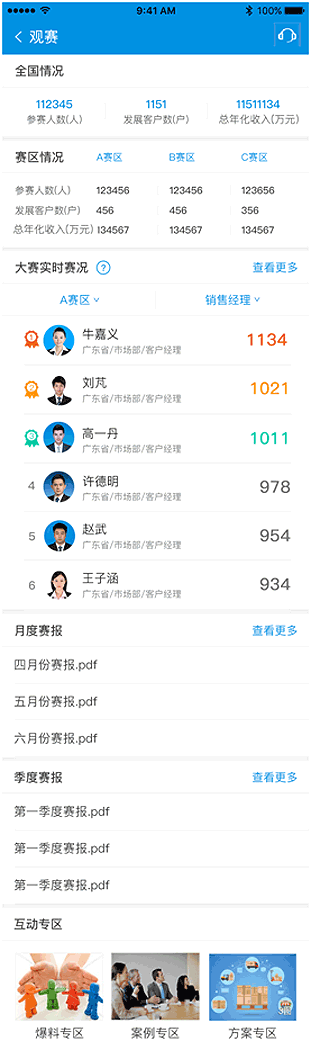 9:41 AM 100%
观赛
全国情况
112345 1151 11511134
参赛人数(人) 发展客户数(户) 总年化收入(万元)
赛区情况 A赛区 B赛区 C赛区
参赛人数(人) 123456 123456 123656
发展客户数(户) 456 456 356
总年化收入(万元) 134567 134567 134567
大赛实时赛况 ? 查看更多
A赛区 销售经理
1 牛嘉义 1134
广东省/市场部/客户经理
2 刘芃 1021
广东省/市场部/客户经理
3 高一丹 1011
广东省/市场部/客户经理
4 许德明 978
广东省/市场部/客户经理
5 赵武 954
广东省/市场部/客户经理
6 王子涵 934
广东省/市场部/客户经理
月度赛报 查看更多
四月份赛报.pdf
五月份赛报.pdf
六月份赛报.pdf
季度赛报 查看更多
第一季度赛报.pdf
第一季度赛报.pdf
第一季度赛报.pdf
互动专区
爆料专区 案例专区 方案专区